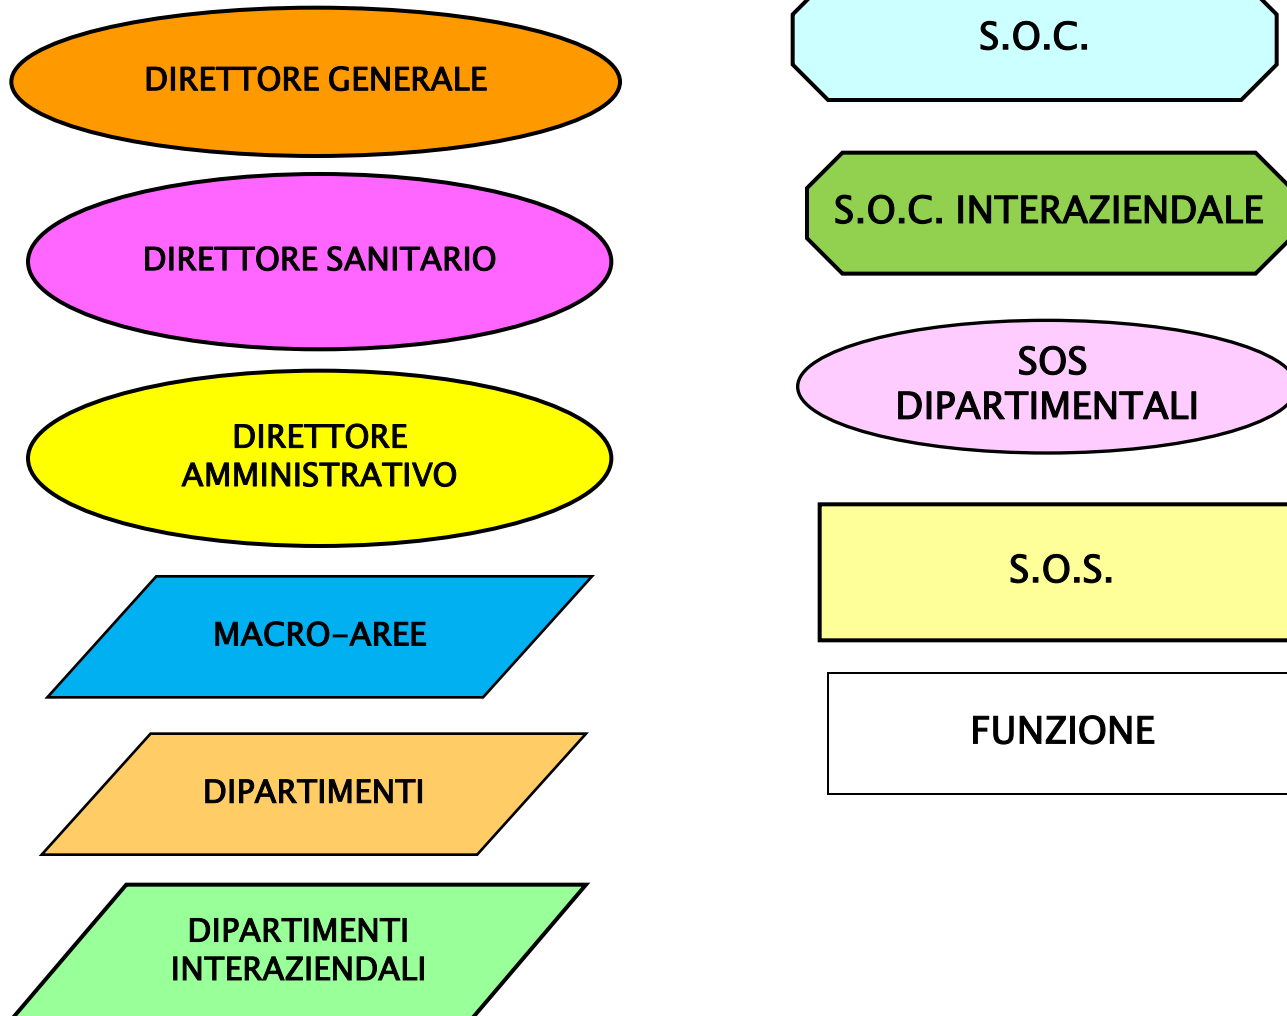 DIRETTORE GENERALE
DIRETTORE SANITARIO
DIRETTORE
AMMINISTRATIVO
MACRO-AREE
DIPARTIMENTI
DIPARTIMENTI
INTERAZIENDALI
S.O.C.
S.O.C. INTERAZIENDALE
SOS
DIPARTIMENTALI
S.O.S.
FUNZIONE